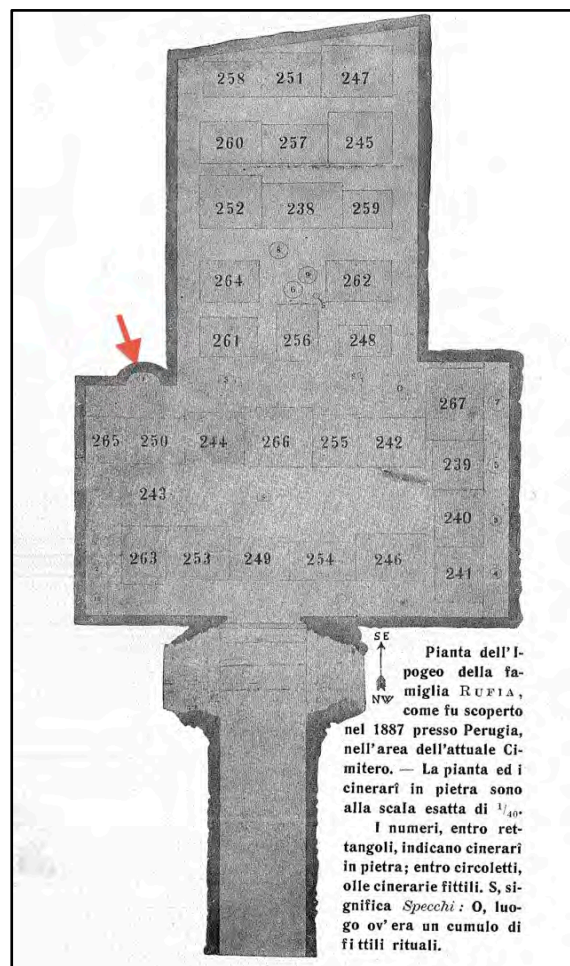 258 251 247
260 257 245
252 238 259
264 262
261 256 248
267
265 250 244 266 255 242
239
243
240
263 253 249 254 246
241
SE
NW
Pianta dell'I-
pogeo della fa-
miglia RUFIA,
come fu scoperto
nel 1887 presso Perugia,
nell'area dell'attuale Ci-
mitero. — La pianta ed i
cinerarî in pietra sono
alla scala esatta di 1/40.
I numeri, entro ret-
tangoli, indicano cinerarî
in pietra; entro circoletti,
olle cinerarie fittili. S, si-
gnifica Specchi: O, luo-
go ov'era un cumulo di
fittili rituali.